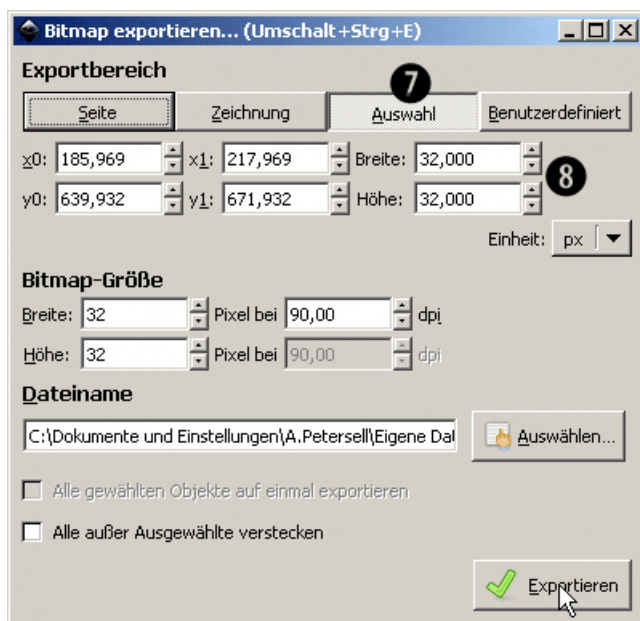 Bitmap exportieren... (Umschalt+Strg+E)
Exportbereich
7
Seite Zeichnung Auswahl Benutzerdefiniert
x0: 185,969 x1: 217,969 Breite: 32,000
8
y0: 639,932 y1: 671,932 Höhe: 32,000
Einheit: px
Bitmap-Größe
Breite: 32 Pixel bei 90,00 dpi
Höhe: 32 Pixel bei 90,00 dpi
Dateiname
C:\Dokumente und Einstellungen\A.Petersell\Eigene Dat Auswählen...
Alle gewählten Objekte auf einmal exportieren
Alle außer Ausgewählte verstecken
Exportieren